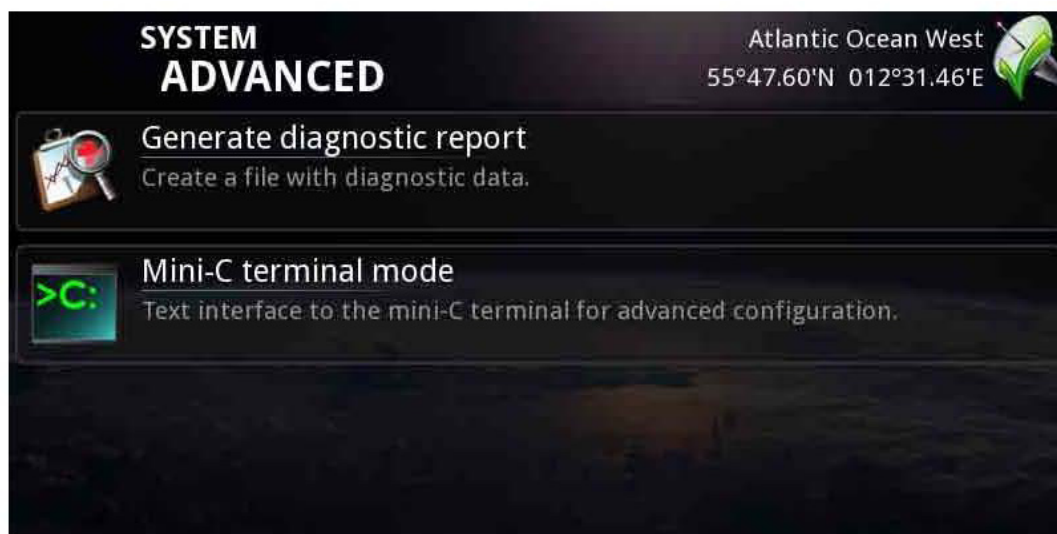 SYSTEM
ADVANCED
Atlantic Ocean West
55°47.60'N 012°31.46'E
Generate diagnostic report
Create a file with diagnostic data.
>C:
Mini-C terminal mode
Text interface to the mini-C terminal for advanced configuration.